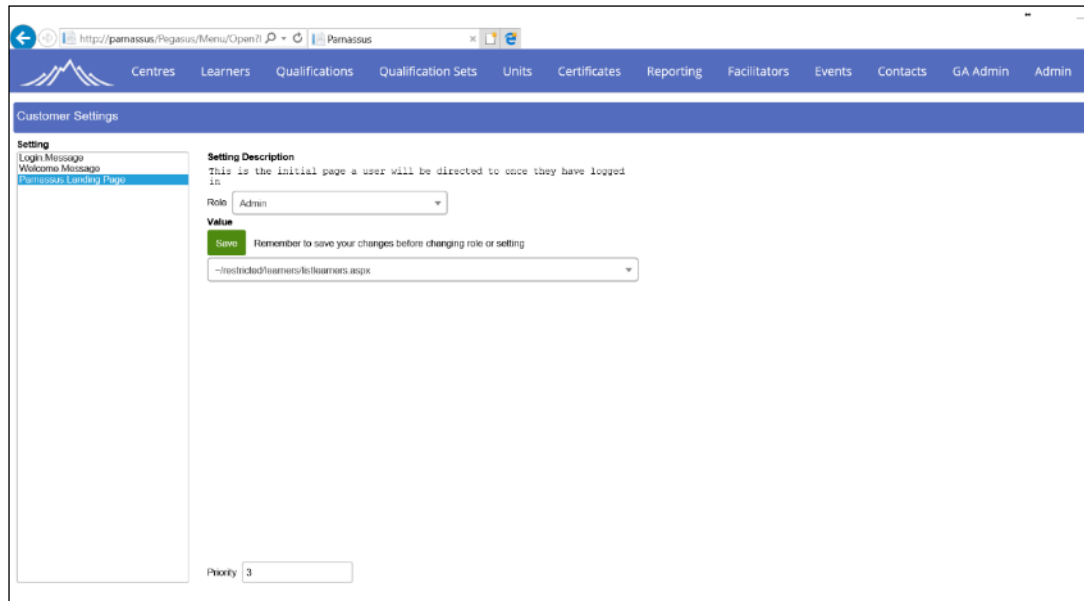 http://parnassus/Pegasus/Menu/Open?I
Parnassus
Centres Learners Qualifications Qualification Sets Units Certificates Reporting Facilitators Events Contacts GA Admin Admin
Customer Settings
Setting
Login Message
Welcome Message
Parnassus Landing Page
Setting Description
This is the initial page a user will be directed to once they have logged
in
Role Admin
Value
Save Remember to save your changes before changing role or setting
~/restricted/learners/listlearners.aspx
Priority 3